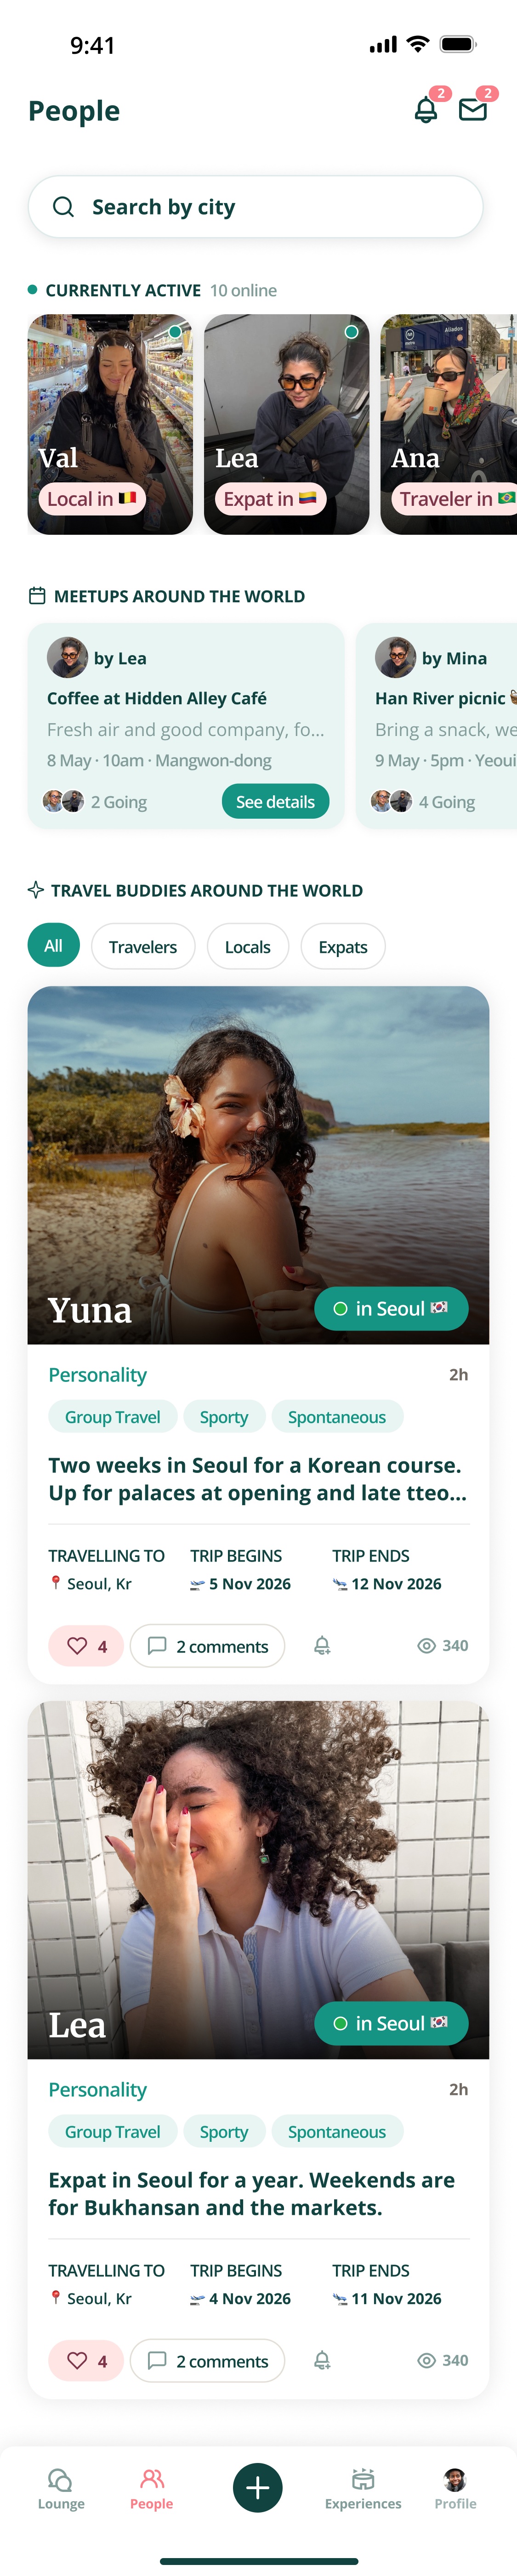 9:41
People
2
2
Search by city
CURRENTLY ACTIVE 10 online
Val
Local in
Lea
Expat in
Ana
Traveler in
MEETUPS AROUND THE WORLD
by Lea
Coffee at Hidden Alley Café
Fresh air and good company, fo...
8 May · 10am · Mangwon-dong
2 Going
See details
by Mina
Han River picnic
Bring a snack, we
9 May · 5pm · Yeoui
4 Going
TRAVEL BUDDIES AROUND THE WORLD
All
Travelers
Locals
Expats
Yuna
in Seoul
Personality
2h
Group Travel
Sporty
Spontaneous
Two weeks in Seoul for a Korean course.
Up for palaces at opening and late tteo...
TRAVELLING TO
TRIP BEGINS
TRIP ENDS
Seoul, Kr
5 Nov 2026
12 Nov 2026
4
2 comments
340
Lea
in Seoul
Personality
2h
Group Travel
Sporty
Spontaneous
Expat in Seoul for a year. Weekends are
for Bukhansan and the markets.
TRAVELLING TO
TRIP BEGINS
TRIP ENDS
Seoul, Kr
4 Nov 2026
11 Nov 2026
4
2 comments
340
Lounge
People
Experiences
Profile